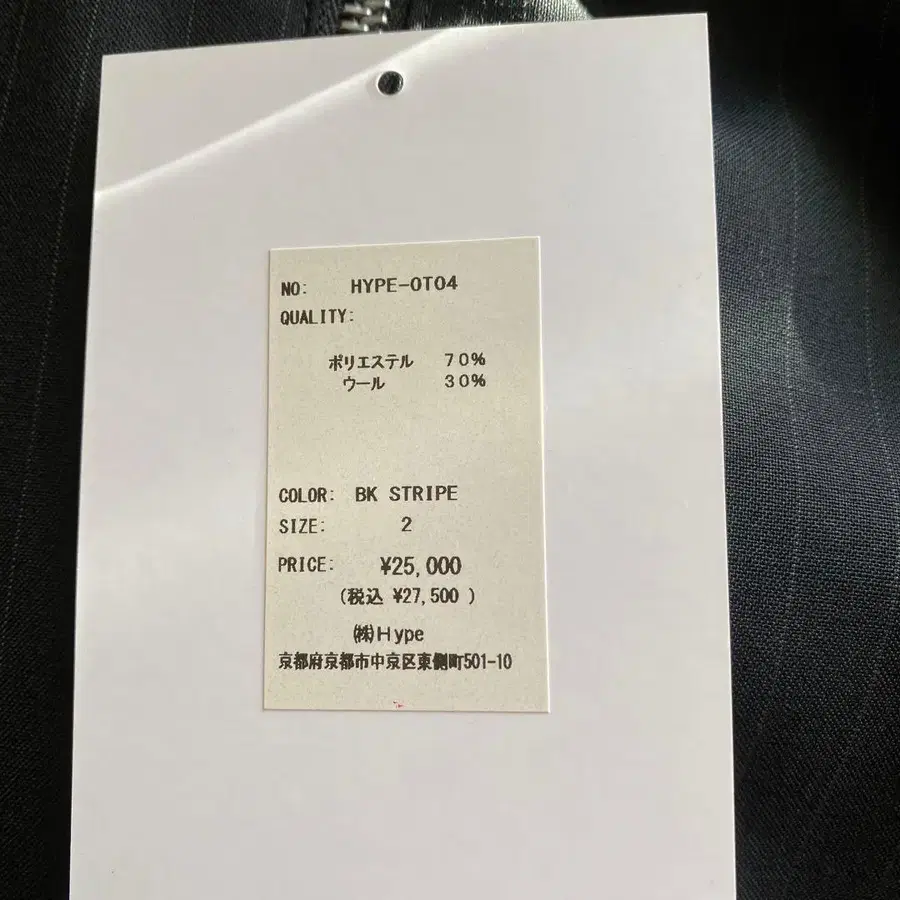 NO: HYPE-OT04
QUALITY:
ポリエステル 70%
ウール 30%
COLOR: BK STRIPE
SIZE: 2
PRICE: ¥25,000
(税込 ¥27,500 )
㈱Hype
京都府京都市中京区東側町501-10